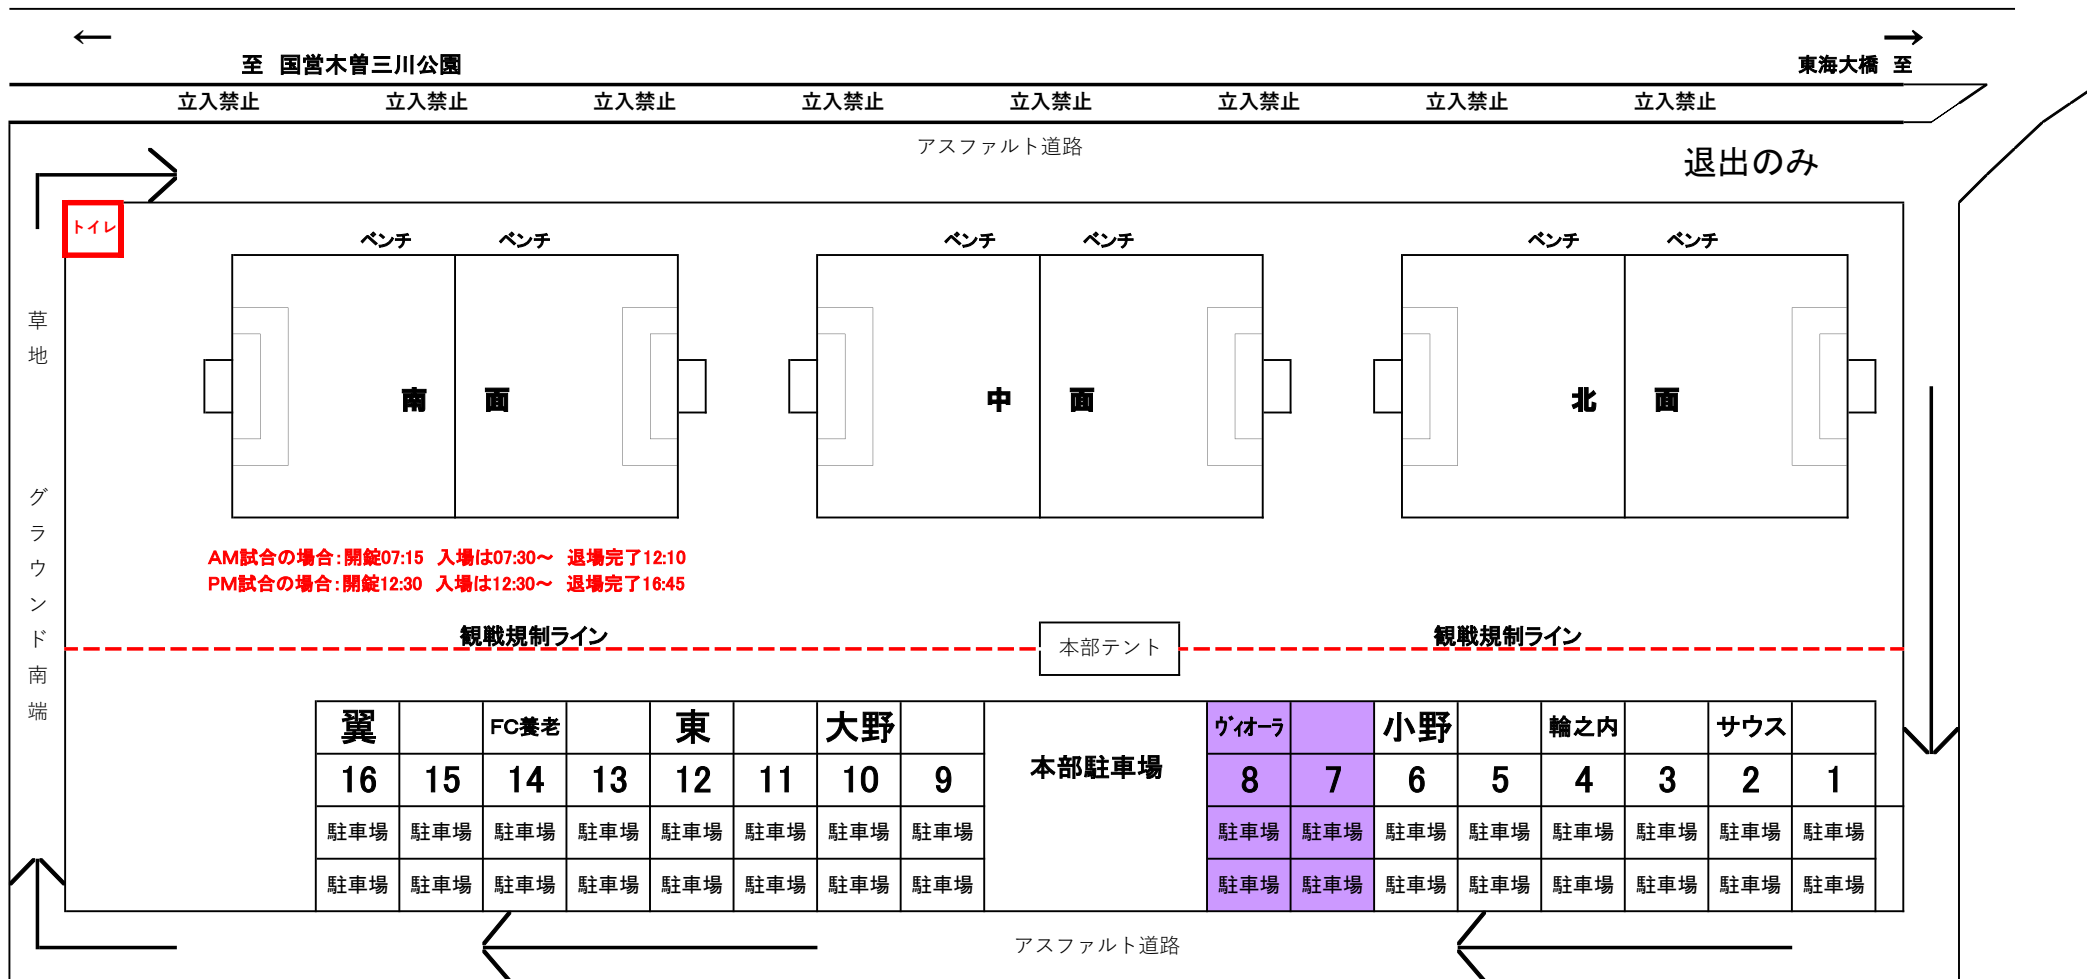 ← →
至 国営木曽三川公園 東海大橋 至
立入禁止 立入禁止 立入禁止 立入禁止 立入禁止 立入禁止 立入禁止 立入禁止
アスファルト道路
退出のみ
トイレ
ベンチ ベンチ ベンチ ベンチ ベンチ ベンチ
草地 グラウンド南端
南 面 中 面 北 面
AM試合の場合：開錠07:15 入場は07:30～ 退場完了12:10
PM試合の場合：開錠12:30 入場は12:30～ 退場完了16:45
観戦規制ライン 観戦規制ライン
本部テント
翼 FC養老 東 大野 ヴィオーラ 小野 輪之内 サウス
本部駐車場
16 15 14 13 12 11 10 9 8 7 6 5 4 3 2 1
駐車場 駐車場 駐車場 駐車場 駐車場 駐車場 駐車場 駐車場 駐車場 駐車場 駐車場 駐車場 駐車場 駐車場 駐車場 駐車場
駐車場 駐車場 駐車場 駐車場 駐車場 駐車場 駐車場 駐車場 駐車場 駐車場 駐車場 駐車場 駐車場 駐車場 駐車場 駐車場
アスファルト道路